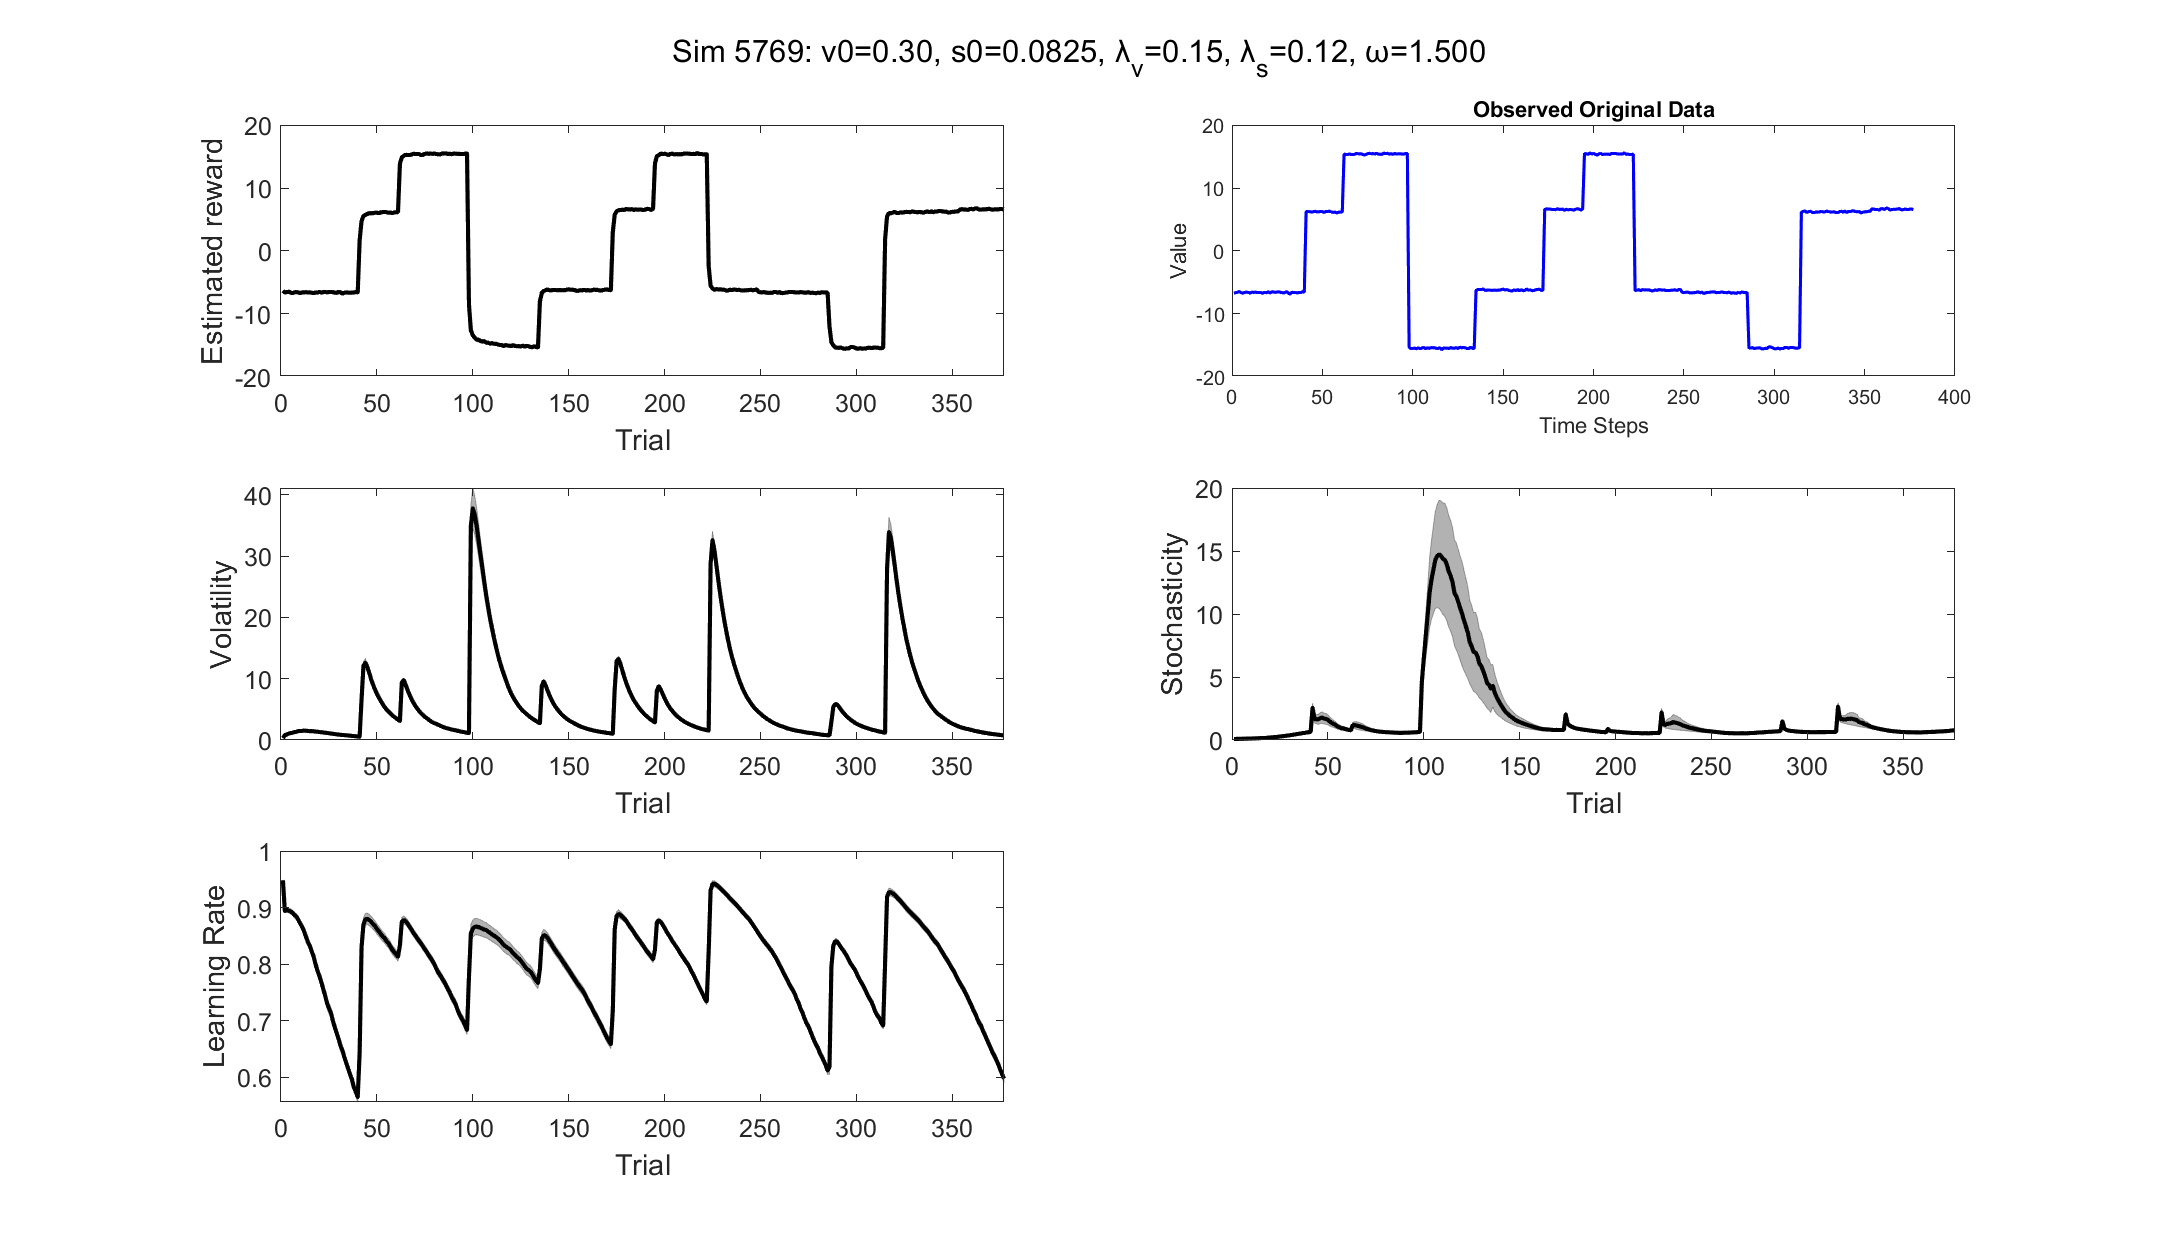 Sim 5769: v0=0.30, s0=0.0825, λ_v=0.15, λ_s=0.12, ω=1.500
Estimated reward
20
10
0
-10
-20
0 50 100 150 200 250 300 350
Trial
Observed Original Data
Value
20
10
0
-10
-20
0 50 100 150 200 250 300 350 400
Time Steps
Volatility
40
30
20
10
0
0 50 100 150 200 250 300 350
Trial
Stochasticity
20
15
10
5
0
0 50 100 150 200 250 300 350
Trial
Learning Rate
1
0.9
0.8
0.7
0.6
0 50 100 150 200 250 300 350
Trial